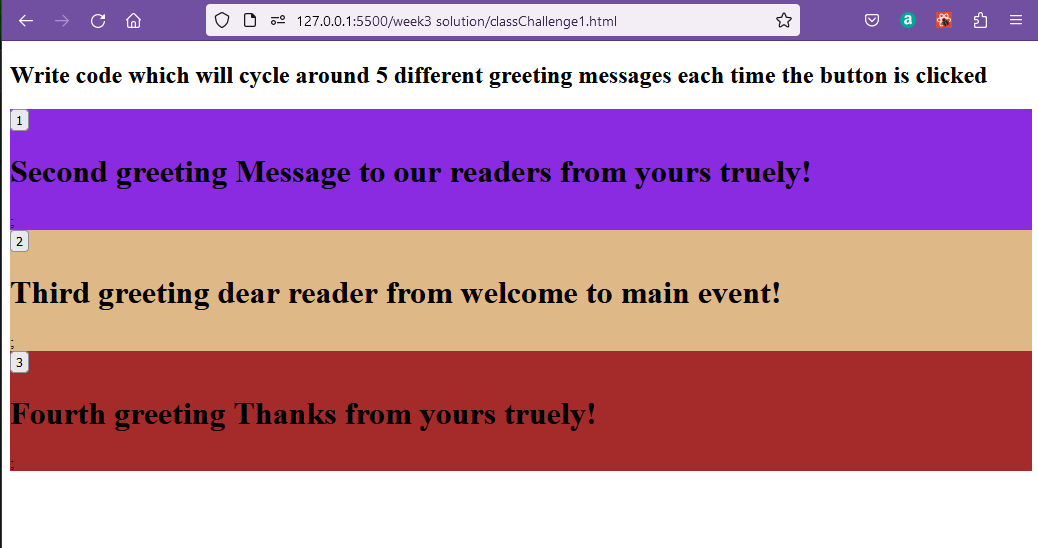 127.0.0.1:5500/week3 solution/classChallenge1.html
Write code which will cycle around 5 different greeting messages each time the button is clicked
1
Second greeting Message to our readers from yours truely!
;
2
Third greeting dear reader from welcome to main event!
;
3
Fourth greeting Thanks from yours truely!
;